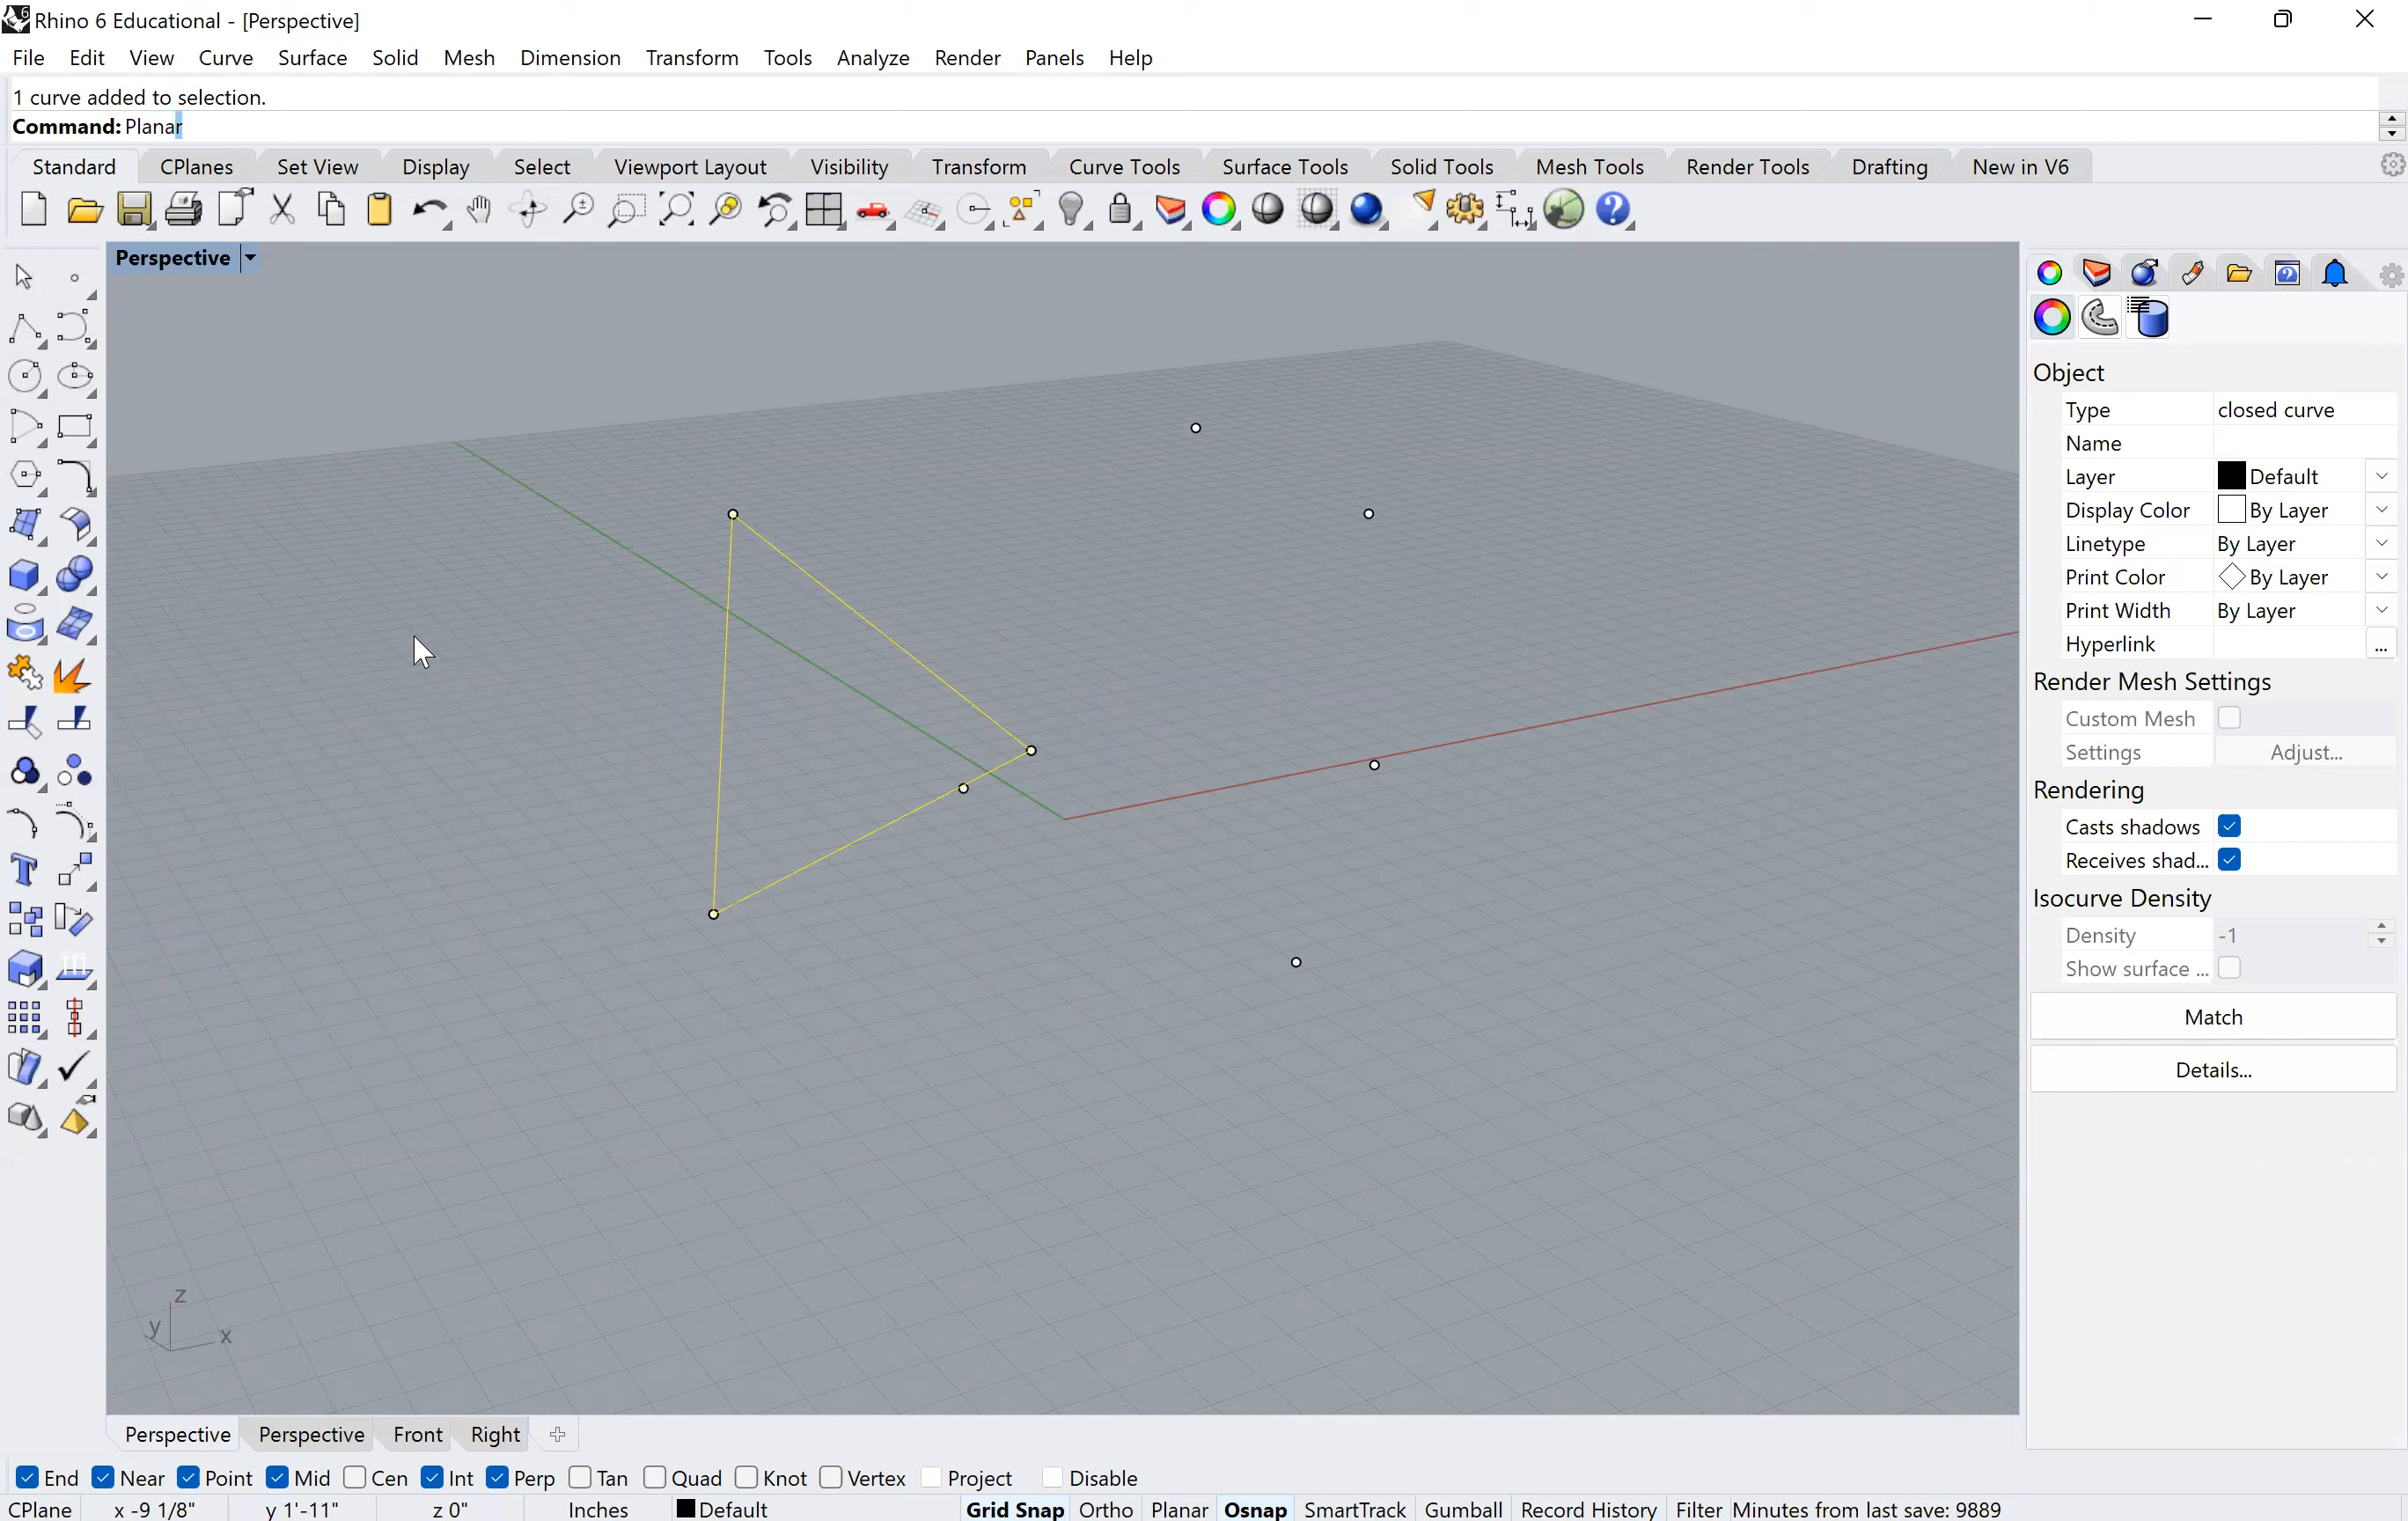 Rhino 6 Educational - [Perspective]
File Edit View Curve Surface Solid Mesh Dimension Transform Tools Analyze Render Panels Help
1 curve added to selection.
Command: Planar
Standard CPlanes Set View Display Select Viewport Layout Visibility Transform Curve Tools Surface Tools Solid Tools Mesh Tools Render Tools Drafting New in V6
Perspective
Object
Type closed curve
Name
Layer Default
Display Color By Layer
Linetype By Layer
Print Color By Layer
Print Width By Layer
Hyperlink ...
Render Mesh Settings
Custom Mesh
Settings Adjust...
Rendering
Casts shadows
Receives shad...
Isocurve Density
Density -1
Show surface ...
Match
Details...
z
y x
Perspective Perspective Front Right
End Near Point Mid Cen Int Perp Tan Quad Knot Vertex Project Disable
CPlane x -9 1/8" y 1'-11" z 0" Inches Default Grid Snap Ortho Planar Osnap SmartTrack Gumball Record History Filter Minutes from last save: 9889